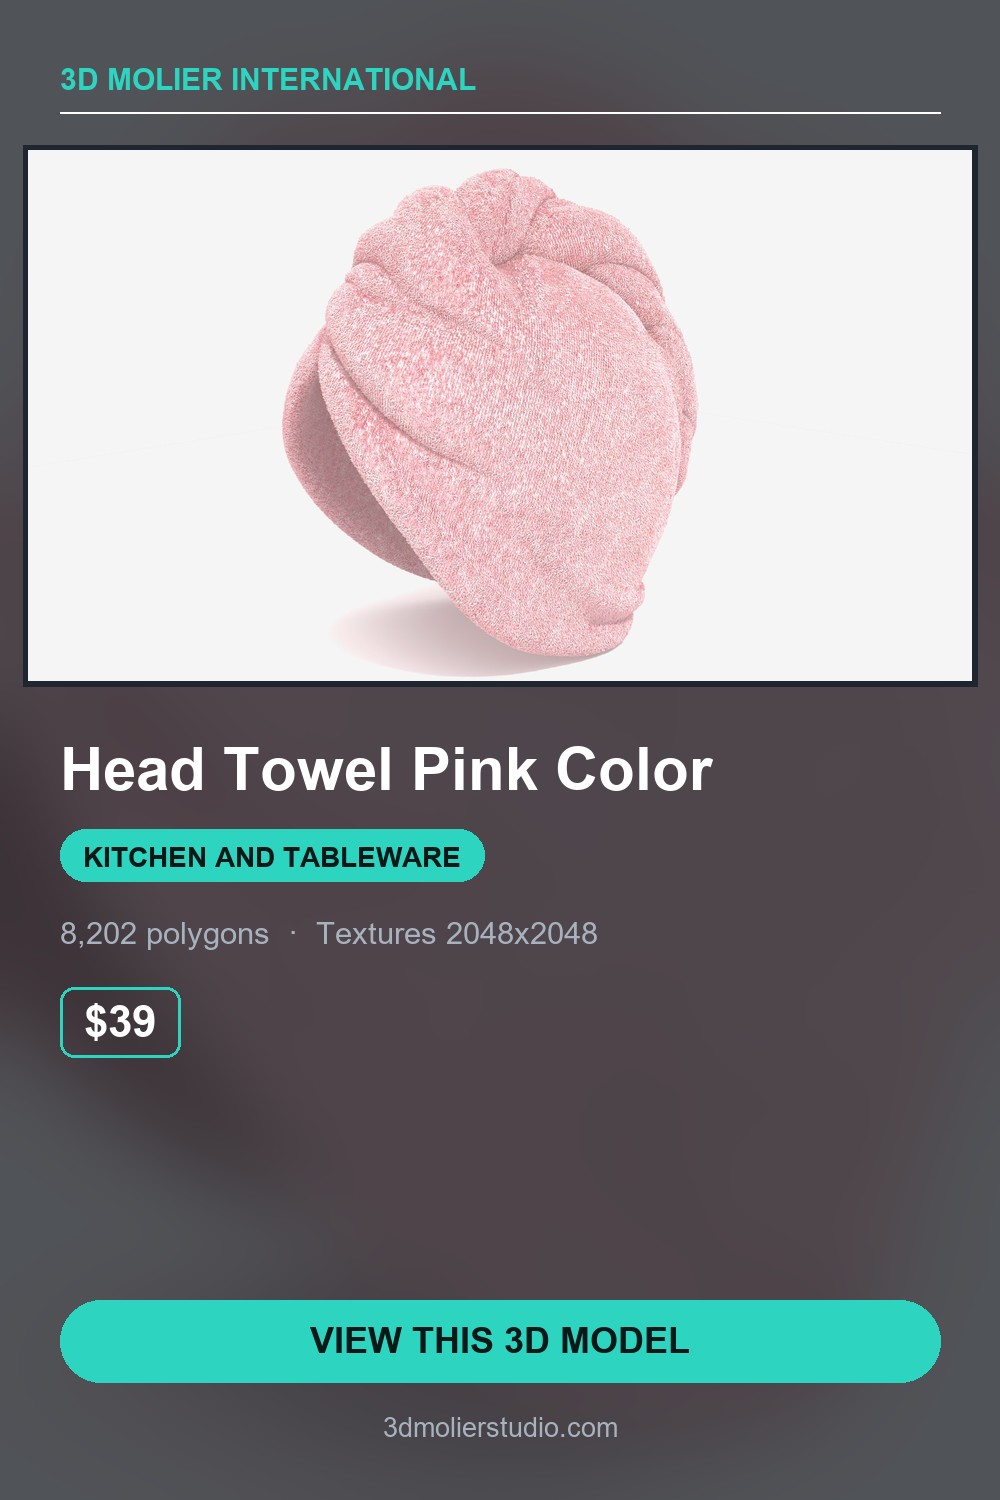 3D MOLIER INTERNATIONAL
Head Towel Pink Color
KITCHEN AND TABLEWARE
8,202 polygons · Textures 2048x2048
$39
VIEW THIS 3D MODEL
3dmolierstudio.com